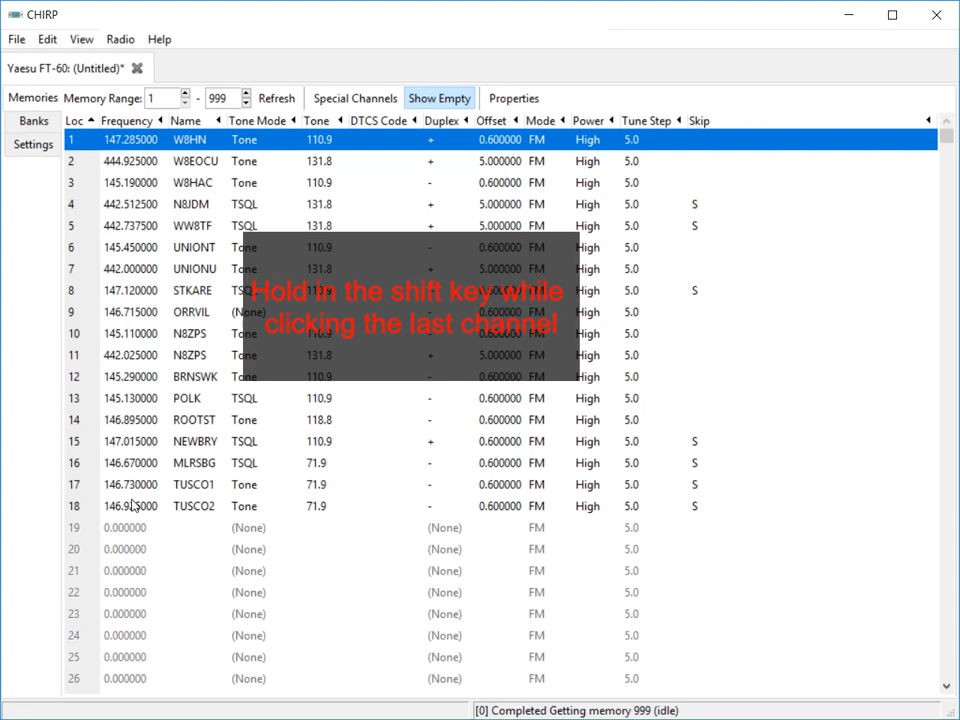 CHIRP
File Edit View Radio Help
Yaesu FT-60: (Untitled)*
Memories Memory Range: 1 - 999 Refresh Special Channels Show Empty Properties
Banks
Settings
Loc Frequency Name Tone Mode Tone DTCS Code Duplex Offset Mode Power Tune Step Skip
1 147.285000 W8HN Tone 110.9 + 0.600000 FM High 5.0
2 444.925000 W8EOCU Tone 131.8 + 5.000000 FM High 5.0
3 145.190000 W8HAC Tone 110.9 - 0.600000 FM High 5.0
4 442.512500 N8JDM TSQL 131.8 + 5.000000 FM High 5.0 S
5 442.737500 WW8TF TSQL 131.8 + 5.000000 FM High 5.0 S
6 145.450000 UNIONT Tone 110.9 - 0.600000 FM High 5.0
7 442.000000 UNIONU Tone 131.8 + 5.000000 FM High 5.0
8 147.120000 STKARE FM High 5.0 S
9 146.715000 ORRVIL (None) - 0.600000 FM High 5.0
10 145.110000 N8ZPS Tone 110.9 - 0.600000 FM High 5.0
11 442.025000 N8ZPS Tone 131.8 + 5.000000 FM High 5.0
12 145.290000 BRNSWK Tone 110.9 - 0.600000 FM High 5.0
13 145.130000 POLK TSQL 110.9 - 0.600000 FM High 5.0
14 146.895000 ROOTST Tone 118.8 - 0.600000 FM High 5.0
15 147.015000 NEWBRY TSQL 110.9 + 0.600000 FM High 5.0 S
16 146.670000 MLRSBG TSQL 71.9 - 0.600000 FM High 5.0 S
17 146.730000 TUSCO1 Tone 71.9 - 0.600000 FM High 5.0 S
18 TUSCO2 Tone 71.9 - 0.600000 FM High 5.0 S
19 0.000000 (None) (None) FM 5.0
20 0.000000 (None) (None) FM 5.0
21 0.000000 (None) (None) FM 5.0
22 0.000000 (None) (None) FM 5.0
23 0.000000 (None) (None) FM 5.0
24 0.000000 (None) (None) FM 5.0
25 0.000000 (None) (None) FM 5.0
26 0.000000 (None) (None) FM 5.0
Hold in the shift key while
clicking the last channel
[0] Completed Getting memory 999 (idle)